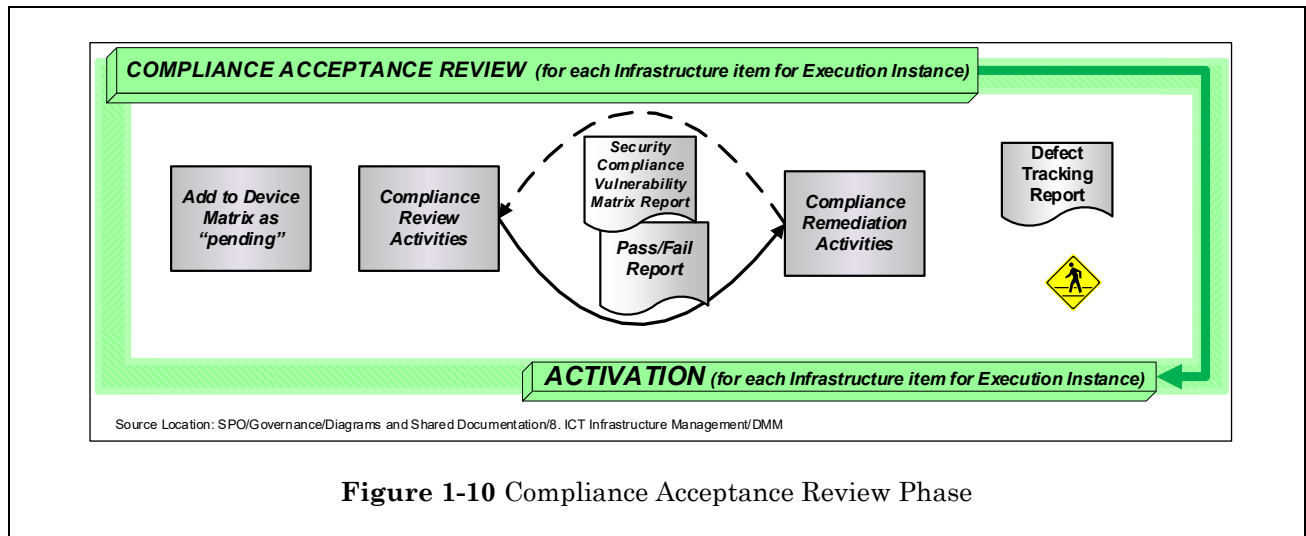 COMPLIANCE ACCEPTANCE REVIEW (for each Infrastructure item for Execution Instance)
Add to Device
Matrix as
“pending”
Compliance
Review
Activities
Security
Compliance
Vulnerability
Matrix Report
Pass/Fail
Report
Compliance
Remediation
Activities
Defect
Tracking
Report
ACTIVATION (for each Infrastructure item for Execution Instance)
Source Location: SPO/Governance/Diagrams and Shared Documentation/8. ICT Infrastructure Management/DMM
Figure 1-10 Compliance Acceptance Review Phase